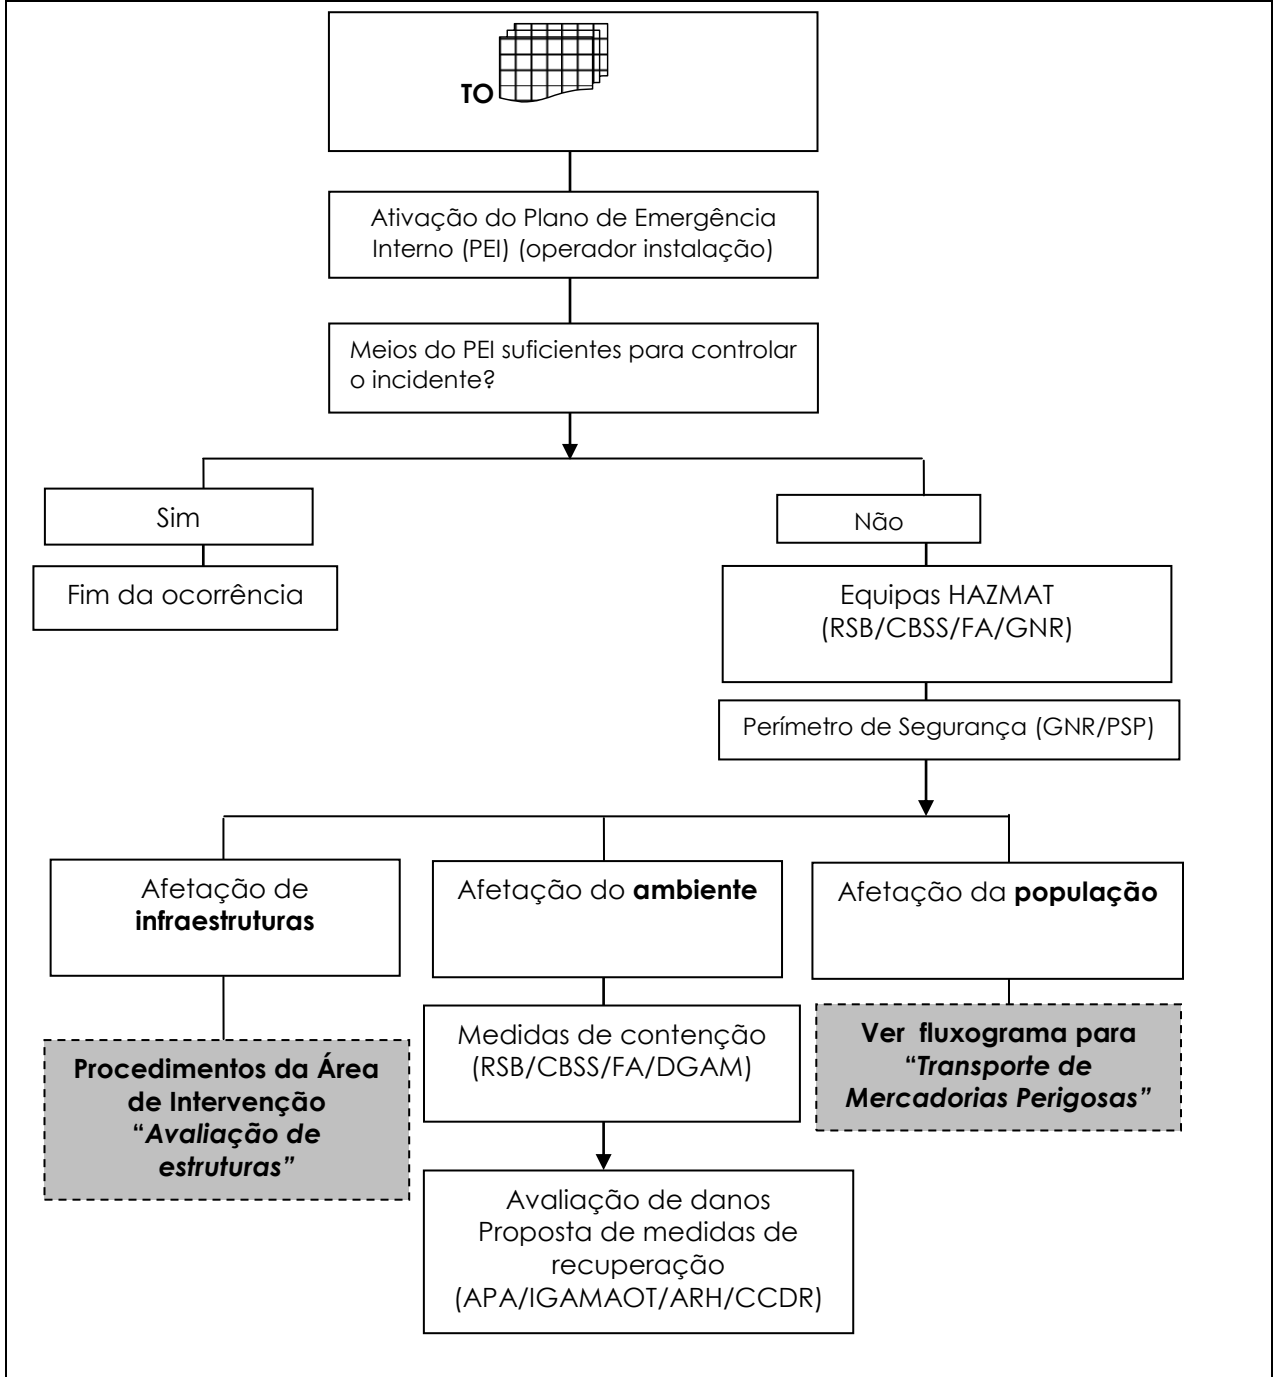 TO
Ativação do Plano de Emergência
Interno (PEI) (operador instalação)
Meios do PEI suficientes para controlar
o incidente?
Sim
Não
Fim da ocorrência
Equipas HAZMAT
(RSB/CBSS/FA/GNR)
Perímetro de Segurança (GNR/PSP)
Afetação de
infraestruturas
Afetação do ambiente
Afetação da população
Procedimentos da Área
de Intervenção
“Avaliação de
estruturas”
Medidas de contenção
(RSB/CBSS/FA/DGAM)
Ver fluxograma para
“Transporte de
Mercadorias Perigosas”
Avaliação de danos
Proposta de medidas de
recuperação
(APA/IGAMAOT/ARH/CCDR)